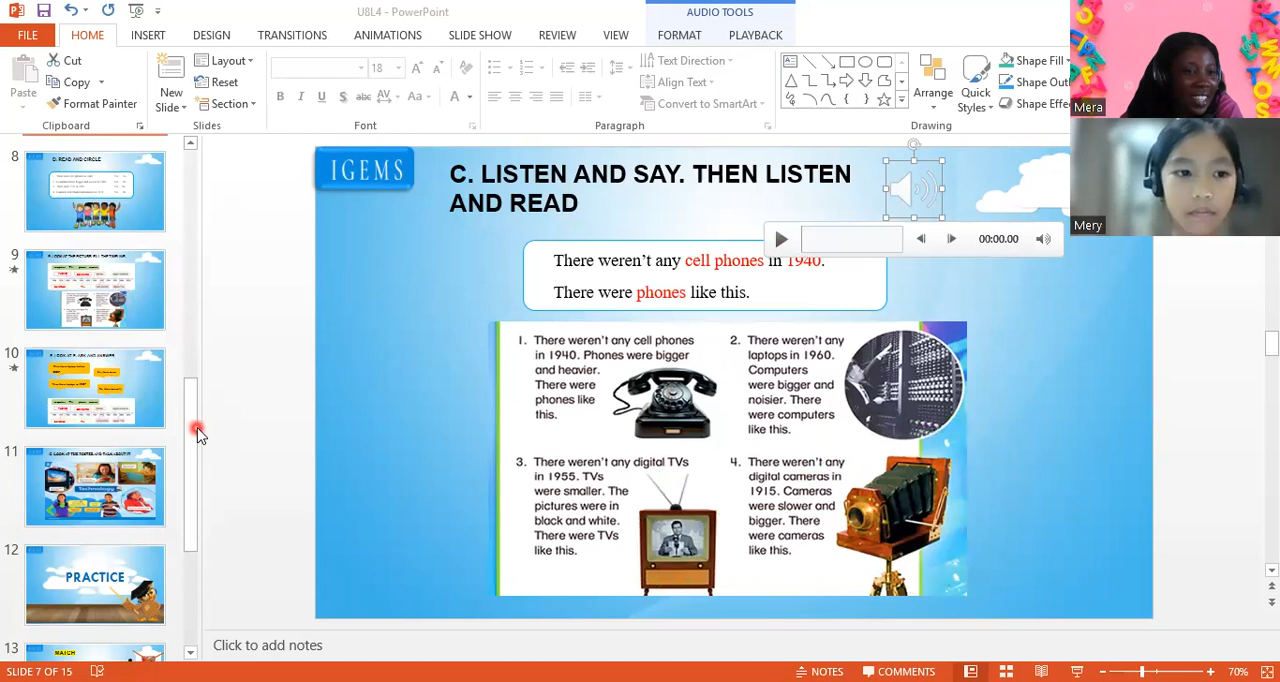 U8L4 - PowerPoint
AUDIO TOOLS
FILE HOME INSERT DESIGN TRANSITIONS ANIMATIONS SLIDE SHOW REVIEW VIEW FORMAT PLAYBACK
Paste
Cut
Copy
Format Painter
Clipboard
New Slide
Layout
Reset
Section
Slides
18
Font
Text Direction
Align Text
Convert to SmartArt
Paragraph
Arrange
Quick Styles
Shape Fill
Shape Out
Shape Effe
Drawing
Mera
Mery
8
D. READ AND CIRCLE
9
10
11
Technology
12
PRACTICE
13
MATCH
IGEMS
C. LISTEN AND SAY. THEN LISTEN
AND READ
00:00.00
There weren't any cell phones in 1940.
There were phones like this.
1. There weren't any cell phones
in 1940. Phones were bigger
and heavier.
There were
phones like
this.
2. There weren't any
laptops in 1960.
Computers
were bigger and
noisier. There
were computers
like this.
3. There weren't any digital TVs
in 1955. TVs
were smaller. The
pictures were in
black and white.
There were TVs
like this.
4. There weren't any
digital cameras in
1915. Cameras
were slower and
bigger. There
were cameras
like this.
Click to add notes
SLIDE 7 OF 15
NOTES
COMMENTS
70%